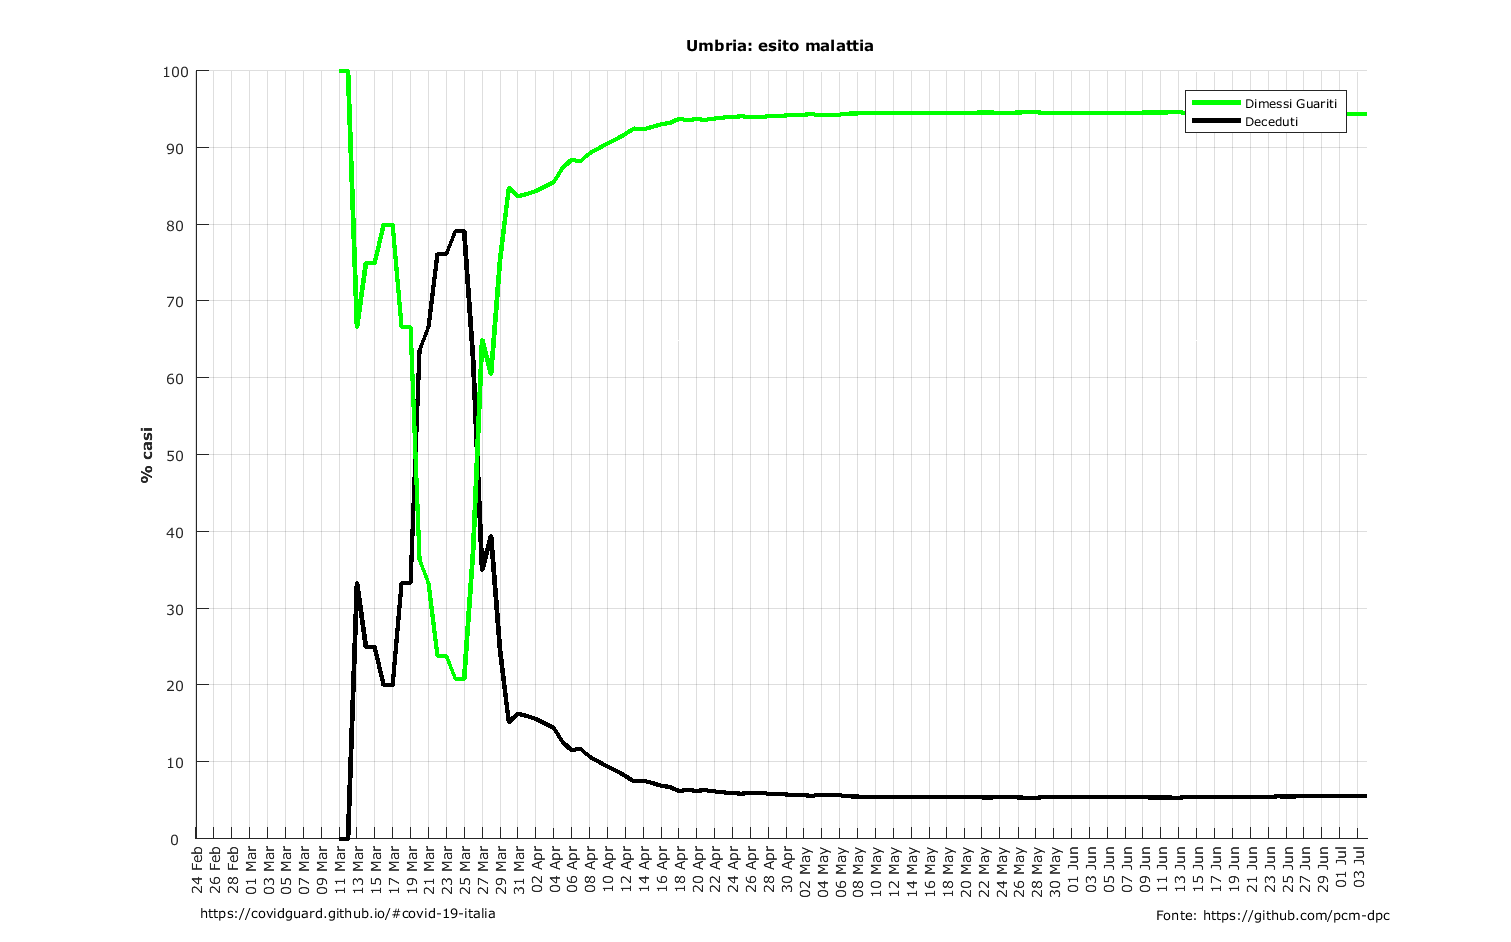 Umbria: esito malattia
Dimessi Guariti
Deceduti
% casi
100
90
80
70
60
50
40
30
20
10
0
24 Feb
26 Feb
28 Feb
01 Mar
03 Mar
05 Mar
07 Mar
09 Mar
11 Mar
13 Mar
15 Mar
17 Mar
19 Mar
21 Mar
23 Mar
25 Mar
27 Mar
29 Mar
31 Mar
02 Apr
04 Apr
06 Apr
08 Apr
10 Apr
12 Apr
14 Apr
16 Apr
18 Apr
20 Apr
22 Apr
24 Apr
26 Apr
28 Apr
30 Apr
02 May
04 May
06 May
08 May
10 May
12 May
14 May
16 May
18 May
20 May
22 May
24 May
26 May
28 May
30 May
01 Jun
03 Jun
05 Jun
07 Jun
09 Jun
11 Jun
13 Jun
15 Jun
17 Jun
19 Jun
21 Jun
23 Jun
25 Jun
27 Jun
29 Jun
01 Jul
03 Jul
https://covidguard.github.io/#covid-19-italia
Fonte: https://github.com/pcm-dpc